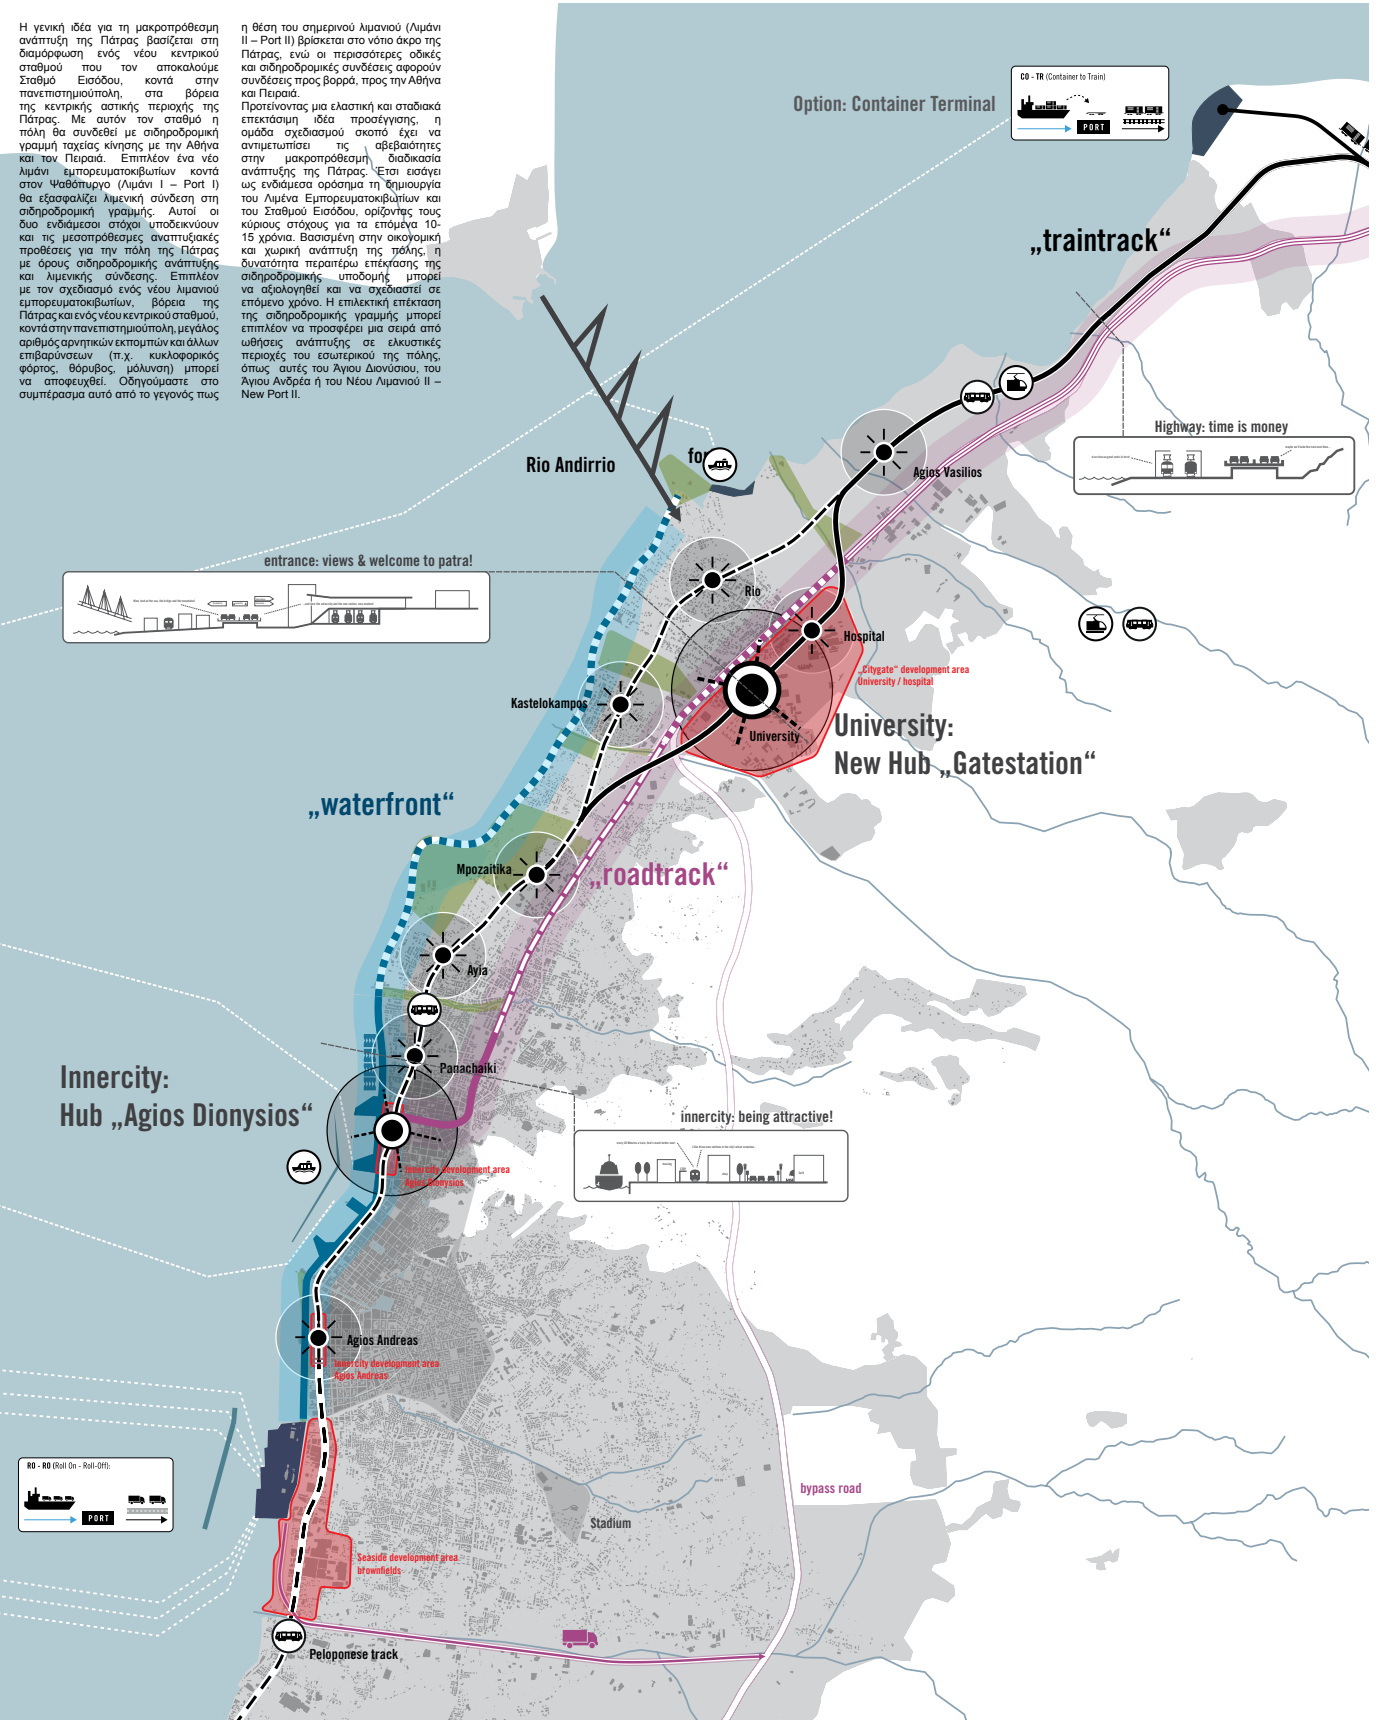 Η γενική ιδέα για τη μακροπρόθεσμη
ανάπτυξη της Πάτρας βασίζεται στη
διαμόρφωση ενός νέου κεντρικού
σταθμού που τον αποκαλούμε
Σταθμό Εισόδου, κοντά στην
πανεπιστημιούπολη, στα βόρεια
της κεντρικής αστικής περιοχής της
Πάτρας. Με αυτόν τον σταθμό η
πόλη θα συνδεθεί με σιδηροδρομική
γραμμή ταχείας κίνησης με την Αθήνα
και τον Πειραιά. Επιπλέον ένα νέο
λιμάνι εμπορευματοκιβωτίων κοντά
στον Ψαθόπυργο (Λιμάνι Ι – Port I)
θα εξασφαλίζει λιμενική σύνδεση στη
σιδηροδρομική γραμμής. Αυτοί οι
δυο ενδιάμεσοι στόχοι υποδεικνύουν
και τις μεσοπρόθεσμες αναπτυξιακές
προθέσεις για την πόλη της Πάτρας
με όρους σιδηροδρομικής ανάπτυξης
και λιμενικής σύνδεσης. Επιπλέον
με τον σχεδιασμό ενός νέου λιμανιού
εμπορευματοκιβωτίων, βόρεια της
Πάτρας και ενός νέου κεντρικού σταθμού,
κοντά στην πανεπιστημιούπολη, μεγάλος
αριθμός αρνητικών εκπομπών και άλλων
επιβαρύνσεων (π.χ. κυκλοφορικός
φόρτος, θόρυβος, μόλυνση) μπορεί
να αποφευχθεί. Οδηγούμαστε στο
συμπέρασμα αυτό από το γεγονός πως
η θέση του σημερινού λιμανιού (Λιμάνι
ΙΙ – Port II) βρίσκεται στο νότιο άκρο της
Πάτρας, ενώ οι περισσότερες οδικές
και σιδηροδρομικές συνδέσεις αφορούν
συνδέσεις προς βορρά, προς την Αθήνα
και Πειραιά.
Προτείνοντας μια ελαστική και σταδιακά
επεκτάσιμη ιδέα προσέγγισης, η
ομάδα σχεδιασμού σκοπό έχει να
αντιμετωπίσει τις αβεβαιότητες
στην μακροπρόθεσμη διαδικασία
ανάπτυξης της Πάτρας. Έτσι εισάγει
ως ενδιάμεσα ορόσημα τη δημιουργία
του Λιμένα Εμπορευματοκιβωτίων και
του Σταθμού Εισόδου, ορίζοντας τους
κύριους στόχους για τα επόμενα 10-
15 χρόνια. Βασισμένη στην οικονομική
και χωρική ανάπτυξη της πόλης, η
δυνατότητα περαιτέρω επέκτασης της
σιδηροδρομικής υποδομής μπορεί
να αξιολογηθεί και να σχεδιαστεί σε
επόμενο χρόνο. Η επιλεκτική επέκταση
της σιδηροδρομικής γραμμής μπορεί
επιπλέον να προσφέρει μια σειρά από
ωθήσεις ανάπτυξης σε ελκυστικές
περιοχές του εσωτερικού της πόλης,
όπως αυτές του Άγιου Διονύσιου, του
Άγιου Ανδρέα ή του Νέου Λιμανιού ΙΙ –
New Port II.
Option: Container Terminal
CO - TR (Container to Train)
PORT
„traintrack“
Highway: time is money
Rio Andirrio
for
Agios Vasilios
entrance: views & welcome to patra!
Rio
Hospital
„Citygate“ development area
University / hospital
Kastelokampos
University
University:
New Hub „Gatestation“
„waterfront“
Mpozaitika
„roadtrack“
Ayia
Panachaiki
Innercity:
Hub „Agios Dionysios“
innercity: being attractive!
Innercity development area
Agios Dionysios
Agios Andreas
Innercity development area
Agios Andreas
RO - RO (Roll On - Roll-Off):
PORT
bypass road
Stadium
Seaside development area
brownfields
Peloponese track